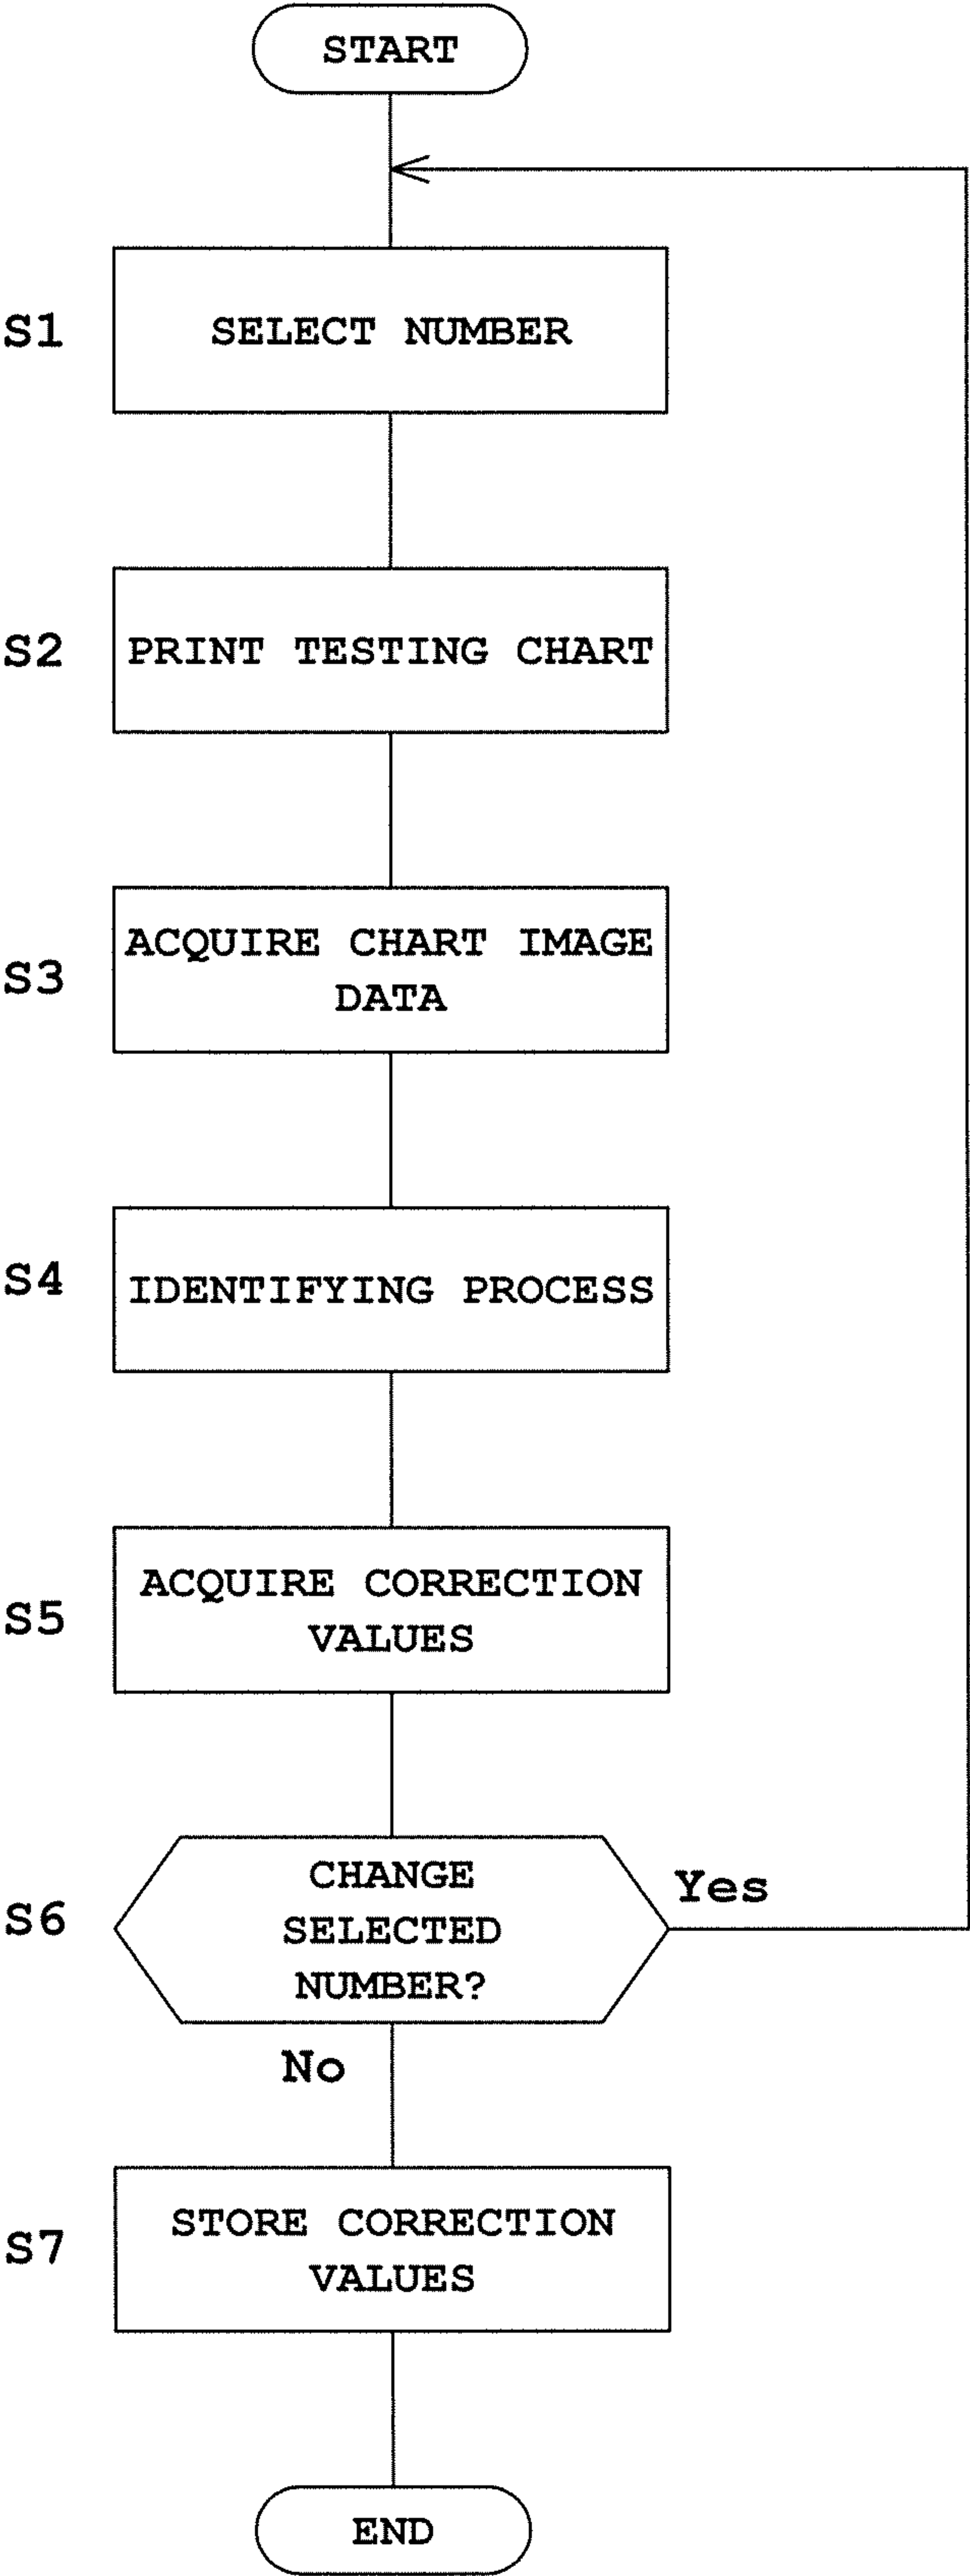 START
S1
SELECT NUMBER
S2
PRINT TESTING CHART
S3
ACQUIRE CHART IMAGE
DATA
S4
IDENTIFYING PROCESS
S5
ACQUIRE CORRECTION
VALUES
S6
CHANGE
SELECTED
NUMBER?
Yes
No
S7
STORE CORRECTION
VALUES
END